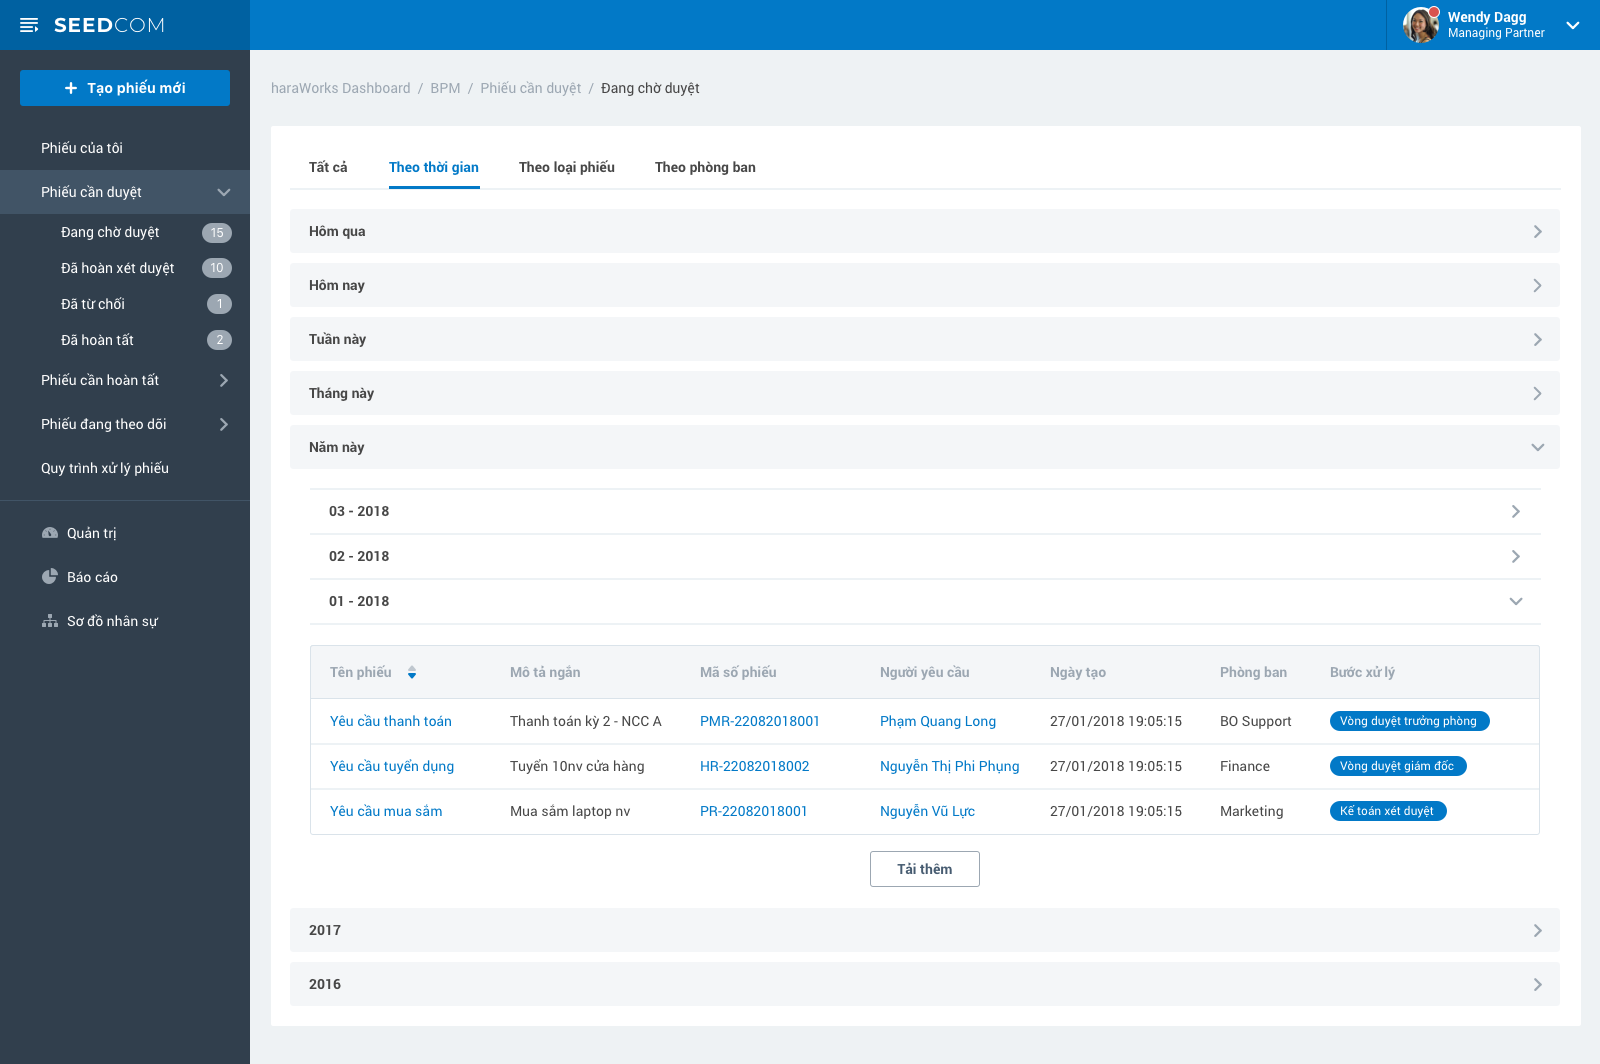 SEEDCOM
Wendy Dagg
Managing Partner
+ Tạo phiếu mới
Phiếu của tôi
Phiếu cần duyệt
Đang chờ duyệt 15
Đã hoàn xét duyệt 10
Đã từ chối 1
Đã hoàn tất 2
Phiếu cần hoàn tất
Phiếu đang theo dõi
Quy trình xử lý phiếu
Quản trị
Báo cáo
Sơ đồ nhân sự
haraWorks Dashboard / BPM / Phiếu cần duyệt / Đang chờ duyệt
Tất cả Theo thời gian Theo loại phiếu Theo phòng ban
Hôm qua
Hôm nay
Tuần này
Tháng này
Năm này
03 - 2018
02 - 2018
01 - 2018
Tên phiếu Mô tả ngắn Mã số phiếu Người yêu cầu Ngày tạo Phòng ban Bước xử lý
Yêu cầu thanh toán Thanh toán kỳ 2 - NCC A PMR-22082018001 Phạm Quang Long 27/01/2018 19:05:15 BO Support Vòng duyệt trưởng phòng
Yêu cầu tuyển dụng Tuyển 10nv cửa hàng HR-22082018002 Nguyễn Thị Phi Phụng 27/01/2018 19:05:15 Finance Vòng duyệt giám đốc
Yêu cầu mua sắm Mua sắm laptop nv PR-22082018001 Nguyễn Vũ Lực 27/01/2018 19:05:15 Marketing Kế toán xét duyệt
Tải thêm
2017
2016